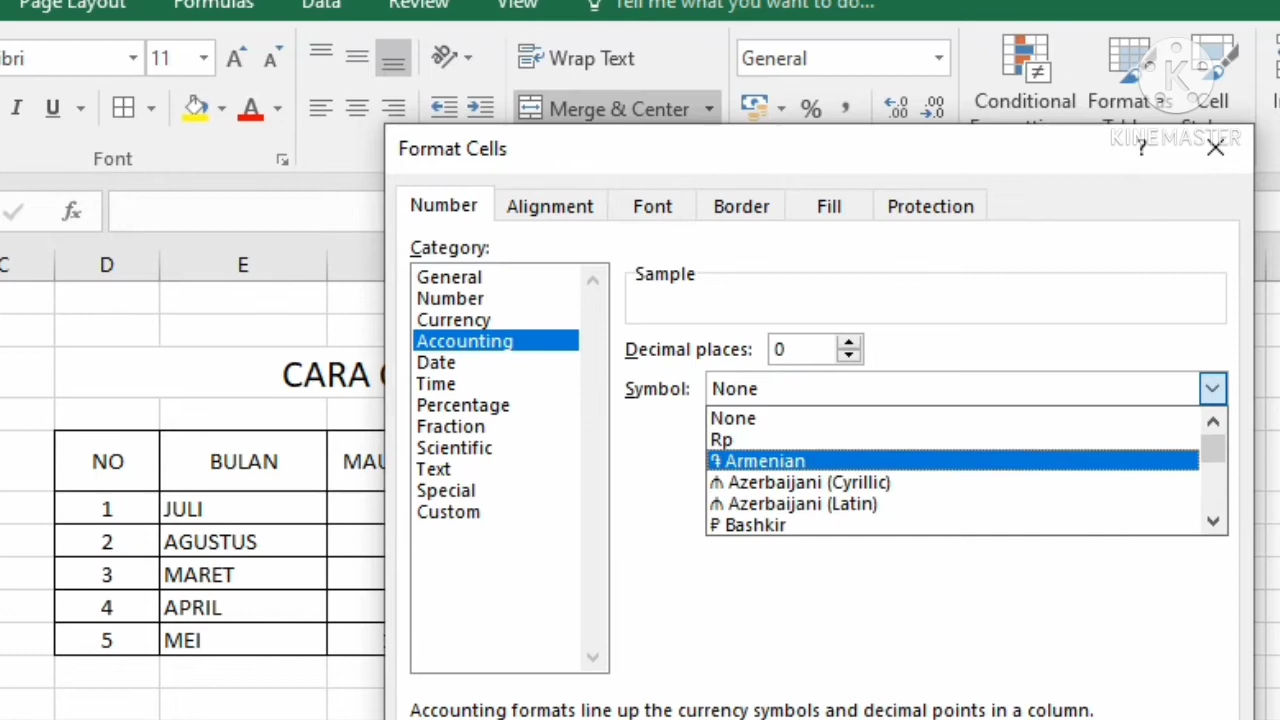 Page Layout Formulas Data Review View Tell me what you want to do...
11 Wrap Text General
Merge & Center % Conditional Format as Cell
Font
KINEMASTER
Format Cells ? ×
fx
Number Alignment Font Border Fill Protection
Category:
General
Number
Currency
Accounting
Date
Time
Percentage
Fraction
Scientific
Text
Special
Custom
Sample
Decimal places: 0
Symbol: None
None
Rp
֏ Armenian
₼ Azerbaijani (Cyrillic)
₼ Azerbaijani (Latin)
₽ Bashkir
Accounting formats line up the currency symbols and decimal points in a column.
C D E
CARA
NO BULAN
1 JULI
2 AGUSTUS
3 MARET
4 APRIL
5 MEI